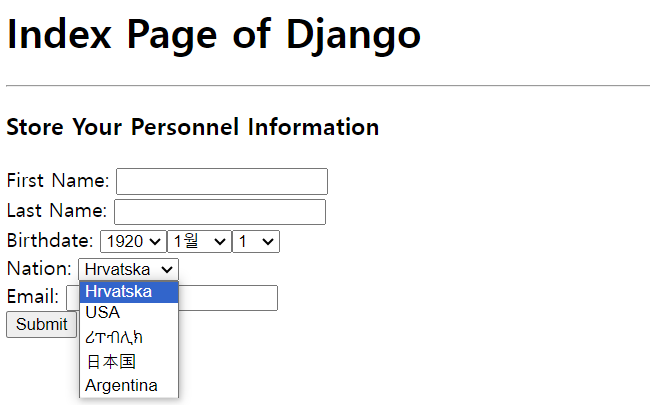 Index Page of Django
Store Your Personnel Information
First Name:
Last Name:
Birthdate: 1920 1월 1
Nation: Hrvatska
Hrvatska
USA
ሪፐብሊክ
日本国
Argentina
Email:
Submit